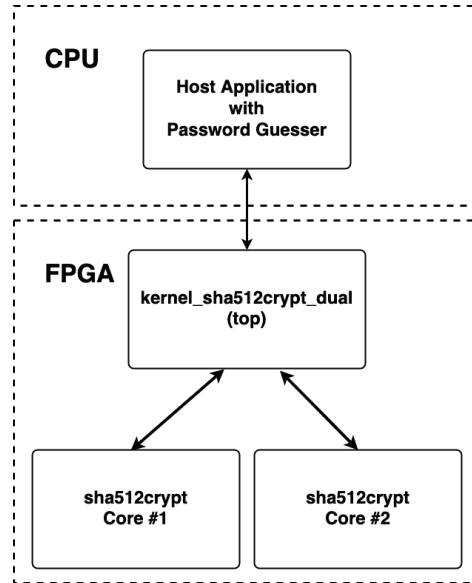 CPU
Host Application
with
Password Guesser
FPGA
kernel_sha512crypt_dual
(top)
sha512crypt
Core #1
sha512crypt
Core #2